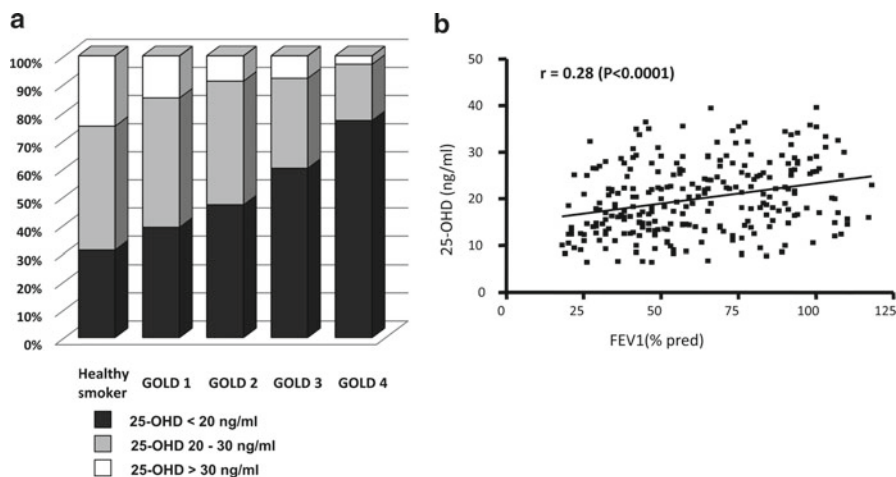 a
100%
90%
80%
70%
60%
50%
40%
30%
20%
10%
0%
Healthy
smoker
GOLD 1
GOLD 2
GOLD 3
GOLD 4
25-OHD < 20 ng/ml
25-OHD 20 - 30 ng/ml
25-OHD > 30 ng/ml
b
r = 0.28 (P<0.0001)
25-OHD (ng/ml)
50
40
30
20
10
0
0
25
50
75
100
125
FEV1(% pred)